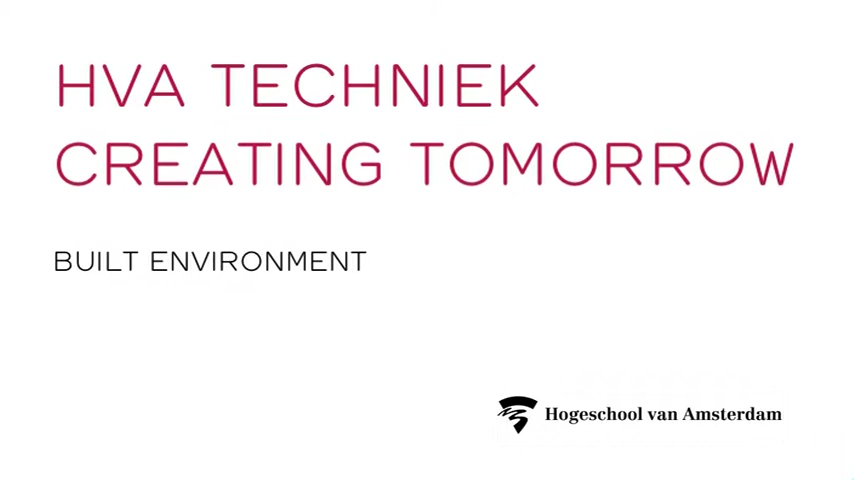 HVA TECHNIEK
CREATING TOMORROW
BUILT ENVIRONMENT
Hogeschool van Amsterdam